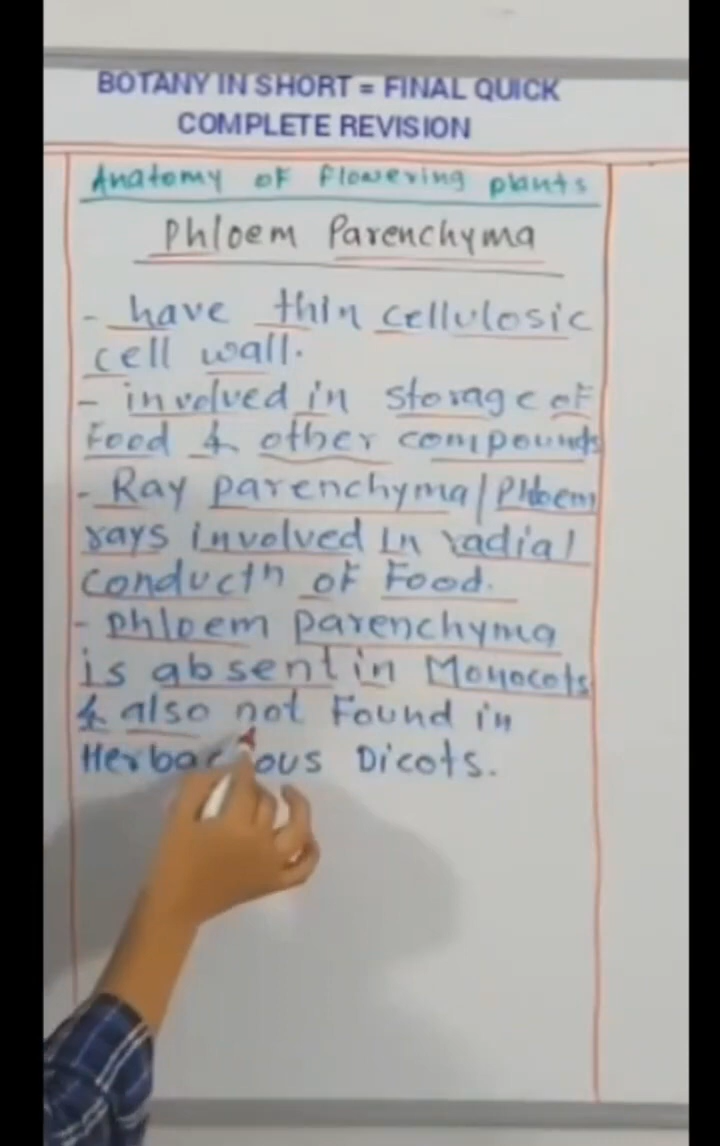 BOTANY IN SHORT = FINAL QUICK
COMPLETE REVISION
Anatomy of Flowering plants
Phloem Parenchyma
- have thin cellulosic
cell wall.
- involved in storage of
Food & other compounds
- Ray parenchyma/Phloem
rays involved in radial
conductn of Food.
- phloem parenchyma
is absent in Monocots
& also not Found in
Herbacious Dicots.